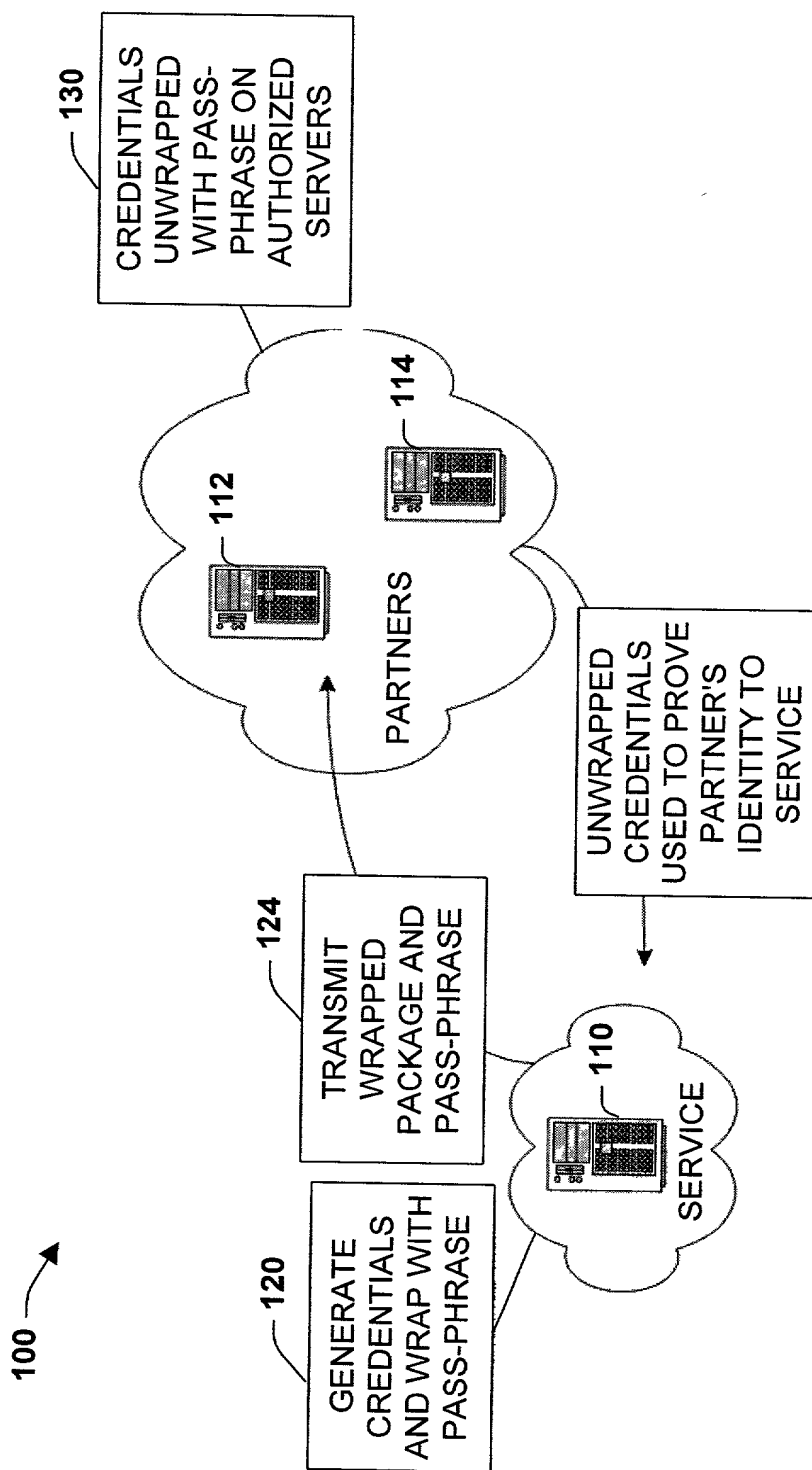 100
120
GENERATE
CREDENTIALS
AND WRAP WITH
PASS-PHRASE
124
TRANSMIT
WRAPPED
PACKAGE AND
PASS-PHRASE
110
SERVICE
112
114
PARTNERS
130
CREDENTIALS
UNWRAPPED
WITH PASS-
PHRASE ON
AUTHORIZED
SERVERS
UNWRAPPED
CREDENTIALS
USED TO PROVE
PARTNER'S
IDENTITY TO
SERVICE